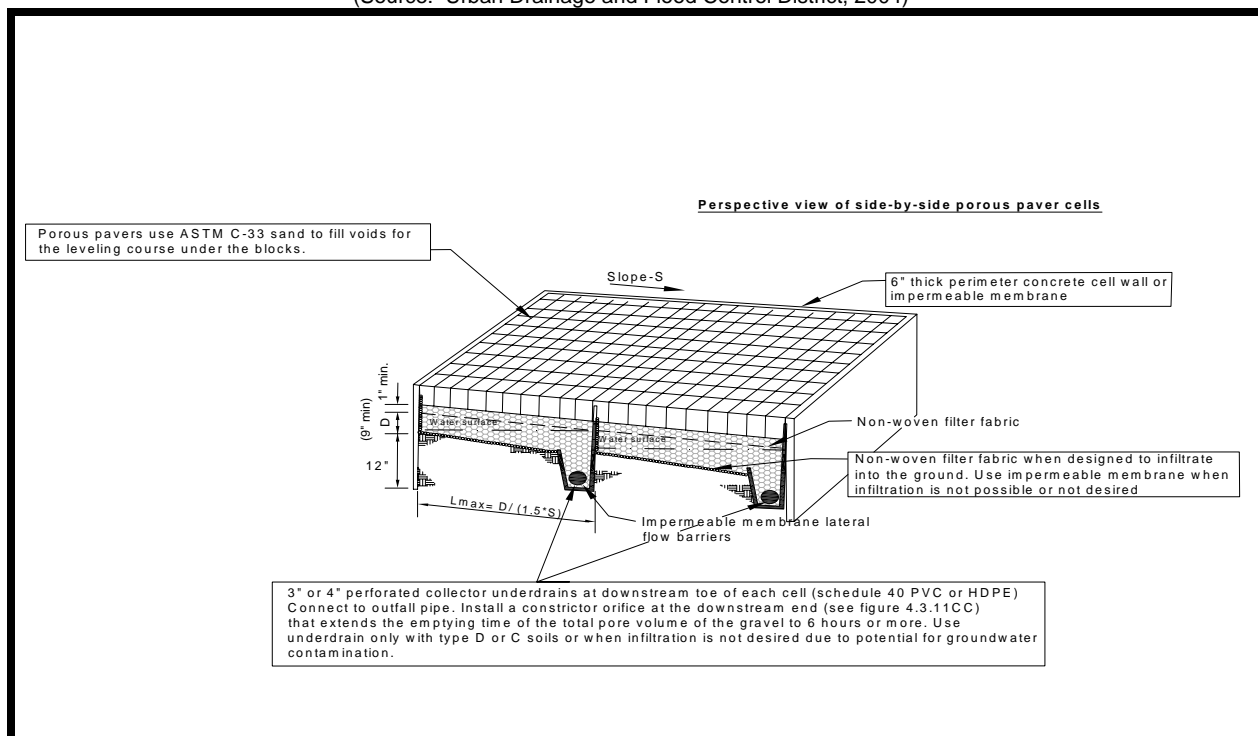 (Source: Urban Drainage and Flood Control District, 2004)
Perspective view of side-by-side porous paver cells
Porous pavers use ASTM C-33 sand to fill voids for
the leveling course under the blocks.
Slope-S
6" thick perimeter concrete cell wall or
impermeable membrane
1" min.
D
(9" min)
12"
Water surface
Water surface
Non-woven filter fabric
Non-woven filter fabric when designed to infiltrate
into the ground. Use impermeable membrane when
infiltration is not possible or not desired
Lmax= D/(1.5*S)
Impermeable membrane lateral
flow barriers
3" or 4" perforated collector underdrains at downstream toe of each cell (schedule 40 PVC or HDPE)
Connect to outfall pipe. Install a constrictor orifice at the downstream end (see figure 4.3.11CC)
that extends the emptying time of the total pore volume of the gravel to 6 hours or more. Use
underdrain only with type D or C soils or when infiltration is not desired due to potential for groundwater
contamination.